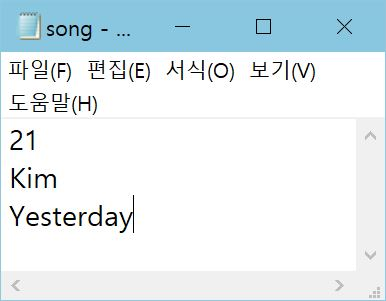 song - ...
파일(F) 편집(E) 서식(O) 보기(V)
도움말(H)
21
Kim
Yesterday